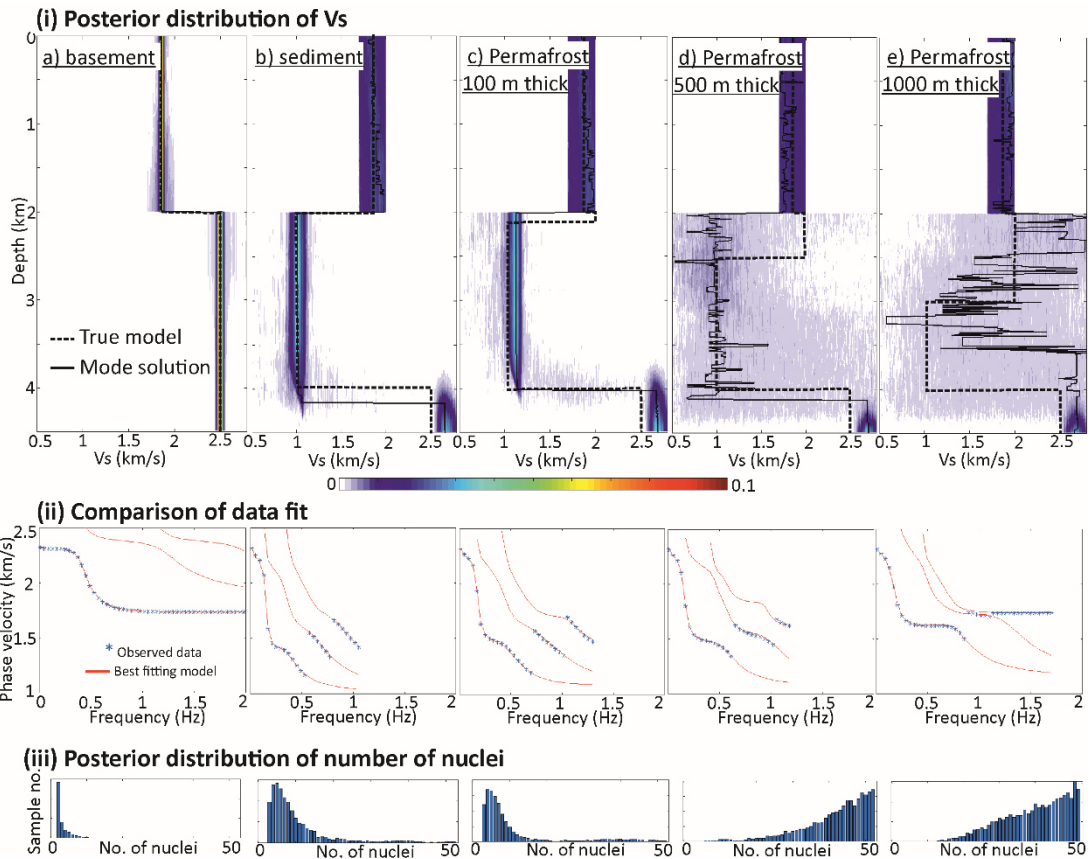 (i) Posterior distribution of Vs
a) basement
b) sediment
c) Permafrost
100 m thick
d) Permafrost
500 m thick
e) Permafrost
1000 m thick
0
1
2
3
4
Depth (km)
True model
Mode solution
0.5 1 1.5 2 2.5
0.5 1 1.5 2 2.5
0.5 1 1.5 2 2.5
0.5 1 1.5 2 2.5
0.5 1 1.5 2 2.5
Vs (km/s) Vs (km/s) Vs (km/s) Vs (km/s) Vs (km/s)
0 0.1
(ii) Comparison of data fit
2.5
2
1.5
1
Phase velocity (km/s)
Observed data
Best fitting model
0 0.5 1 1.5 2
0 0.5 1 1.5 2
0 0.5 1 1.5 2
0 0.5 1 1.5 2
0 0.5 1 1.5 2
Frequency (Hz) Frequency (Hz) Frequency (Hz) Frequency (Hz) Frequency (Hz)
(iii) Posterior distribution of number of nuclei
Sample no.
0 No. of nuclei 50
0 No. of nuclei 50
0 No. of nuclei 50
0 No. of nuclei 50
0 No. of nuclei 50